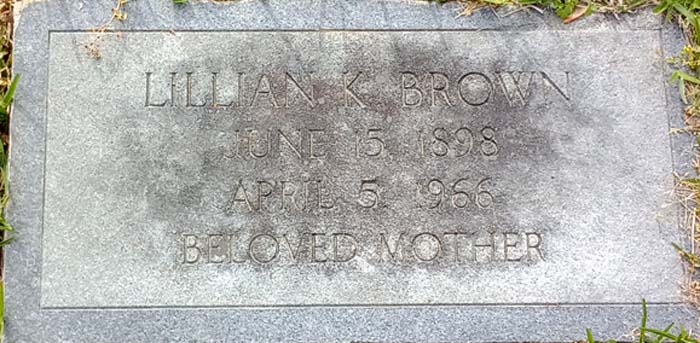 LILLIAN K BROWN
JUNE 15, 1898
APRIL 5, 1966
BELOVED MOTHER